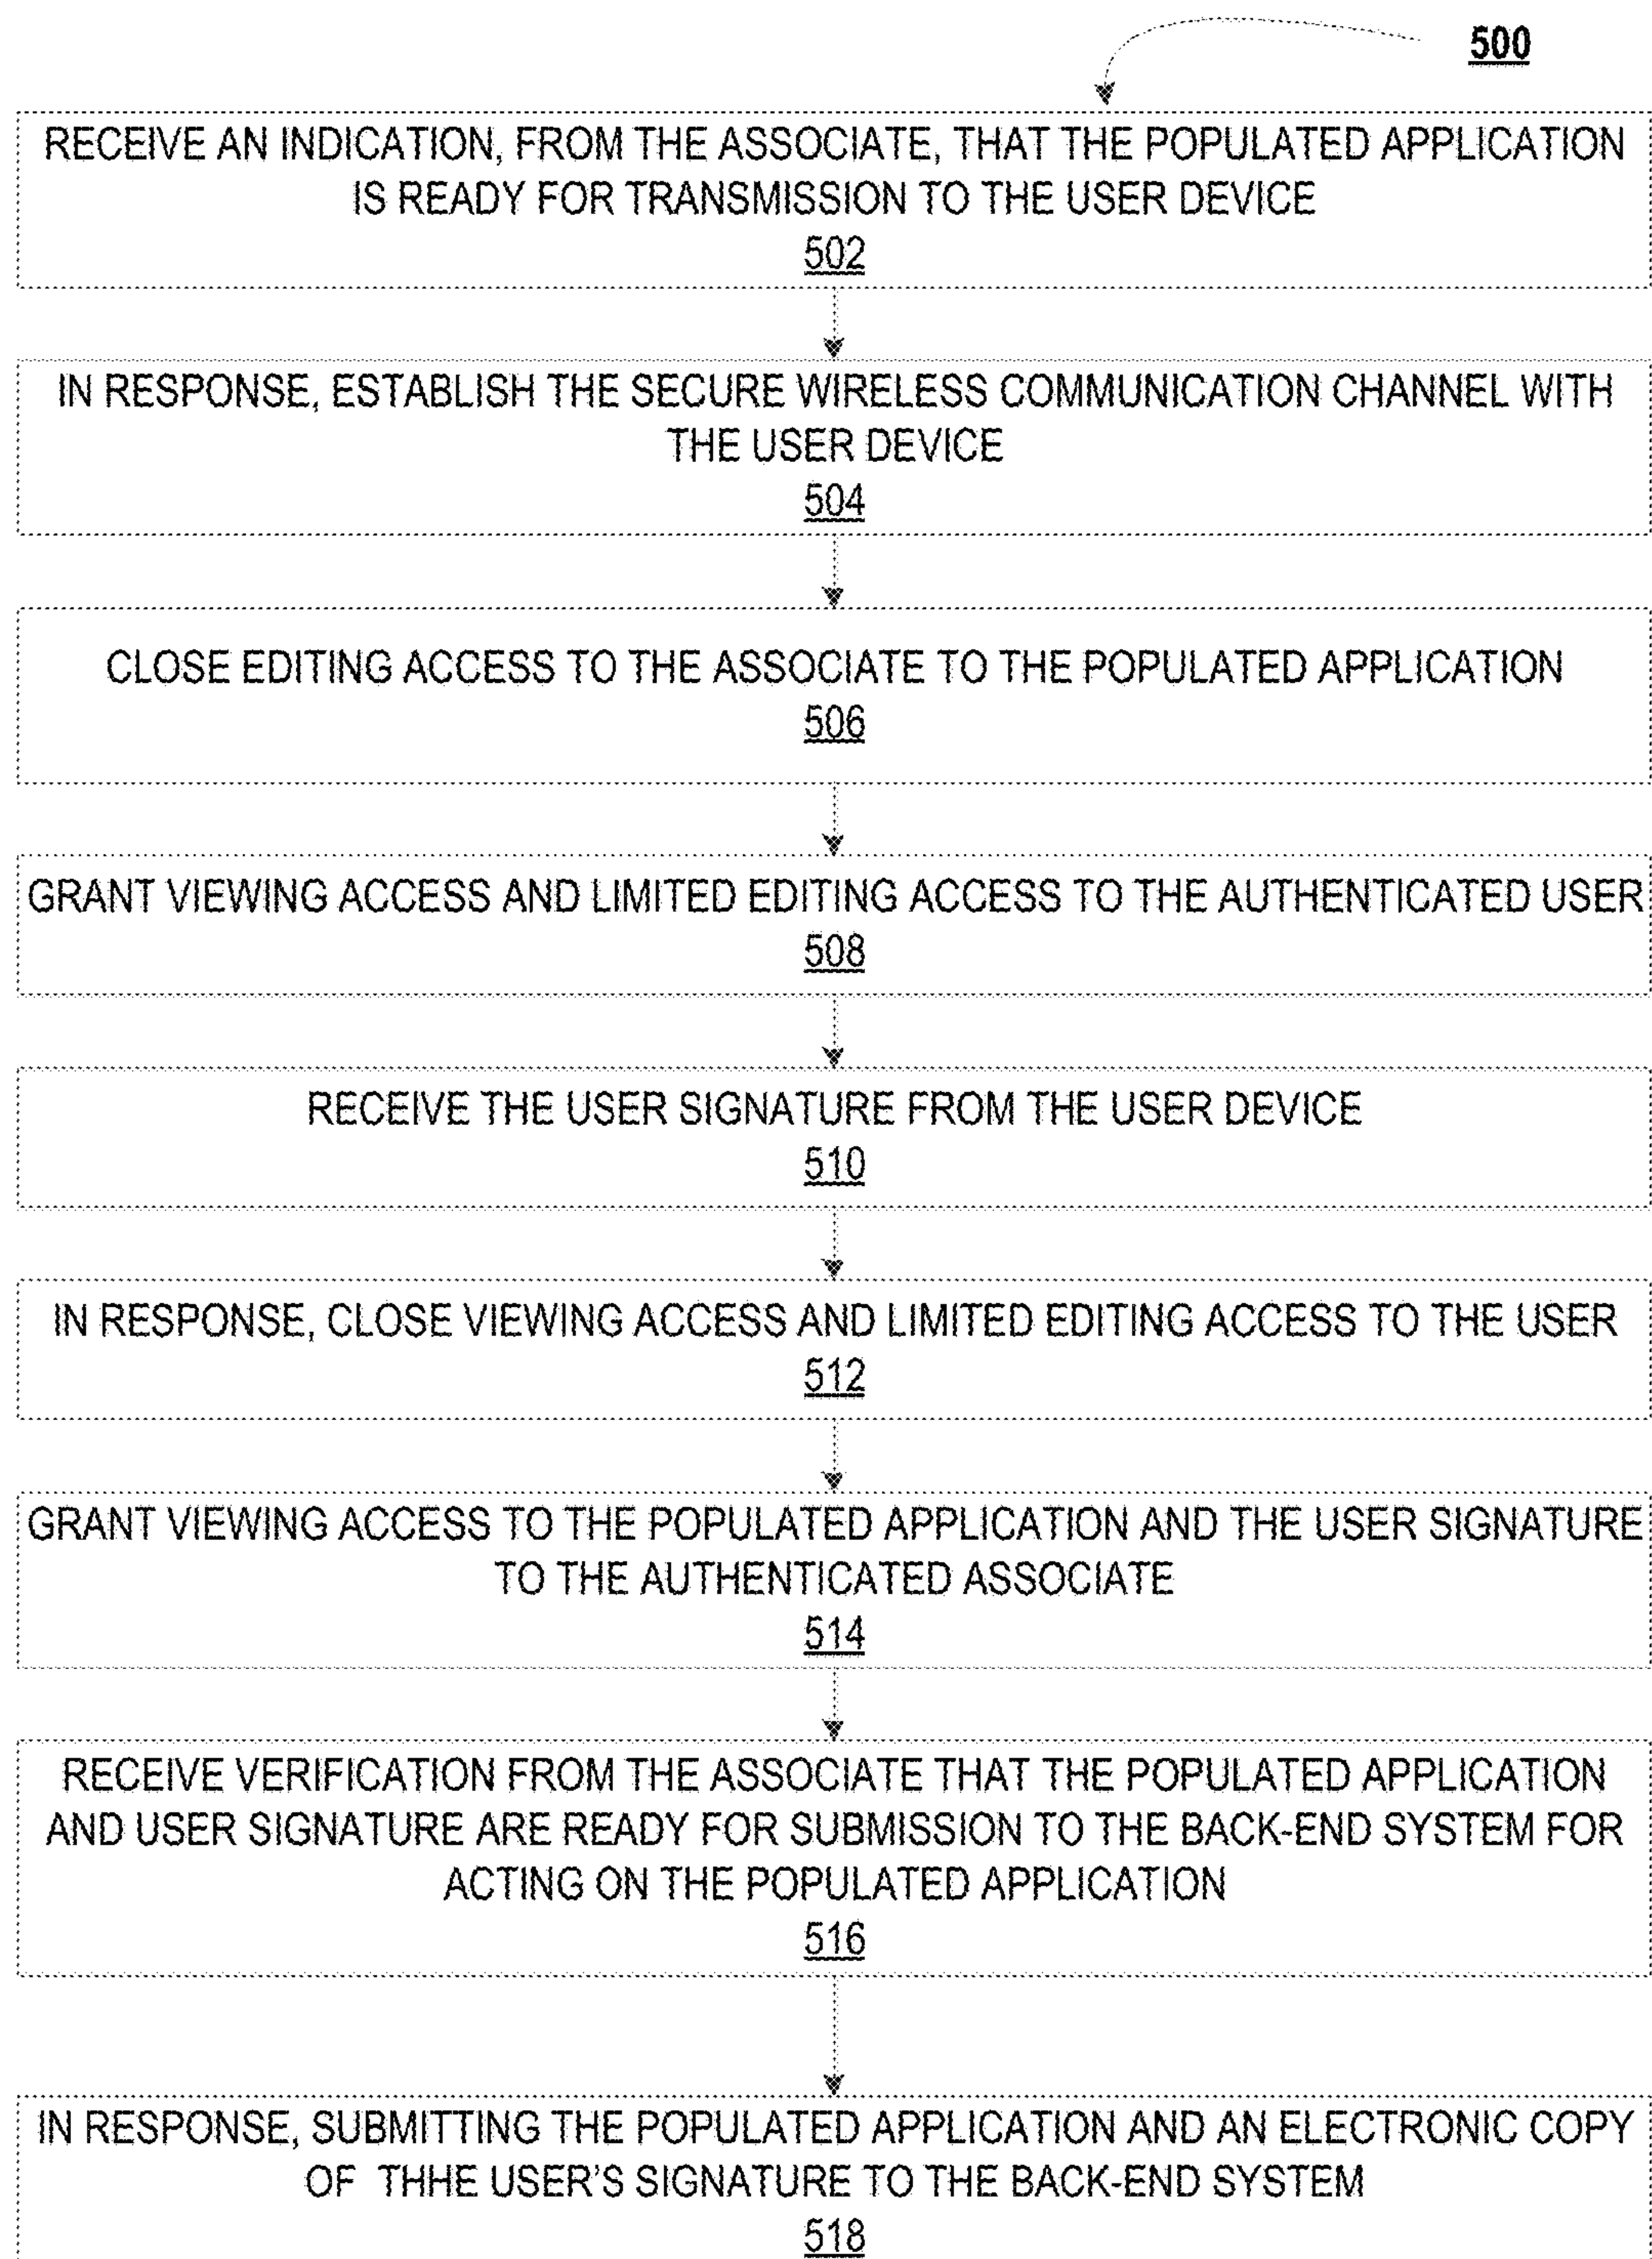 500
RECEIVE AN INDICATION, FROM THE ASSOCIATE, THAT THE POPULATED APPLICATION
IS READY FOR TRANSMISSION TO THE USER DEVICE
502
IN RESPONSE, ESTABLISH THE SECURE WIRELESS COMMUNICATION CHANNEL WITH
THE USER DEVICE
504
CLOSE EDITING ACCESS TO THE ASSOCIATE TO THE POPULATED APPLICATION
506
GRANT VIEWING ACCESS AND LIMITED EDITING ACCESS TO THE AUTHENTICATED USER
508
RECEIVE THE USER SIGNATURE FROM THE USER DEVICE
510
IN RESPONSE, CLOSE VIEWING ACCESS AND LIMITED EDITING ACCESS TO THE USER
512
GRANT VIEWING ACCESS TO THE POPULATED APPLICATION AND THE USER SIGNATURE
TO THE AUTHENTICATED ASSOCIATE
514
RECEIVE VERIFICATION FROM THE ASSOCIATE THAT THE POPULATED APPLICATION
AND USER SIGNATURE ARE READY FOR SUBMISSION TO THE BACK-END SYSTEM FOR
ACTING ON THE POPULATED APPLICATION
516
IN RESPONSE, SUBMITTING THE POPULATED APPLICATION AND AN ELECTRONIC COPY
OF THHE USER'S SIGNATURE TO THE BACK-END SYSTEM
518